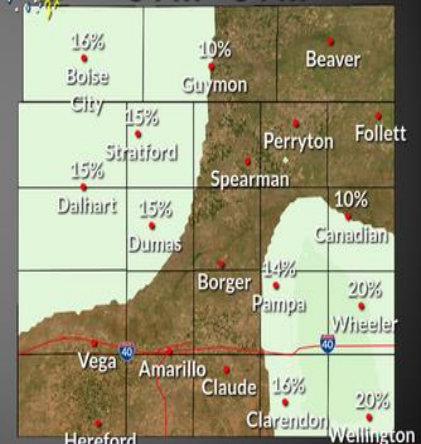 16%
Boise
City
10%
Guymon
Beaver
15%
Stratford
Perryton
Follett
Spearman
15%
Dalhart
15%
Dumas
10%
Canadian
Borger
14%
Pampa
20%
Wheeler
40
Vega
40
Amarillo
Claude
16%
Clarendon
20%
Wellington
Hereford